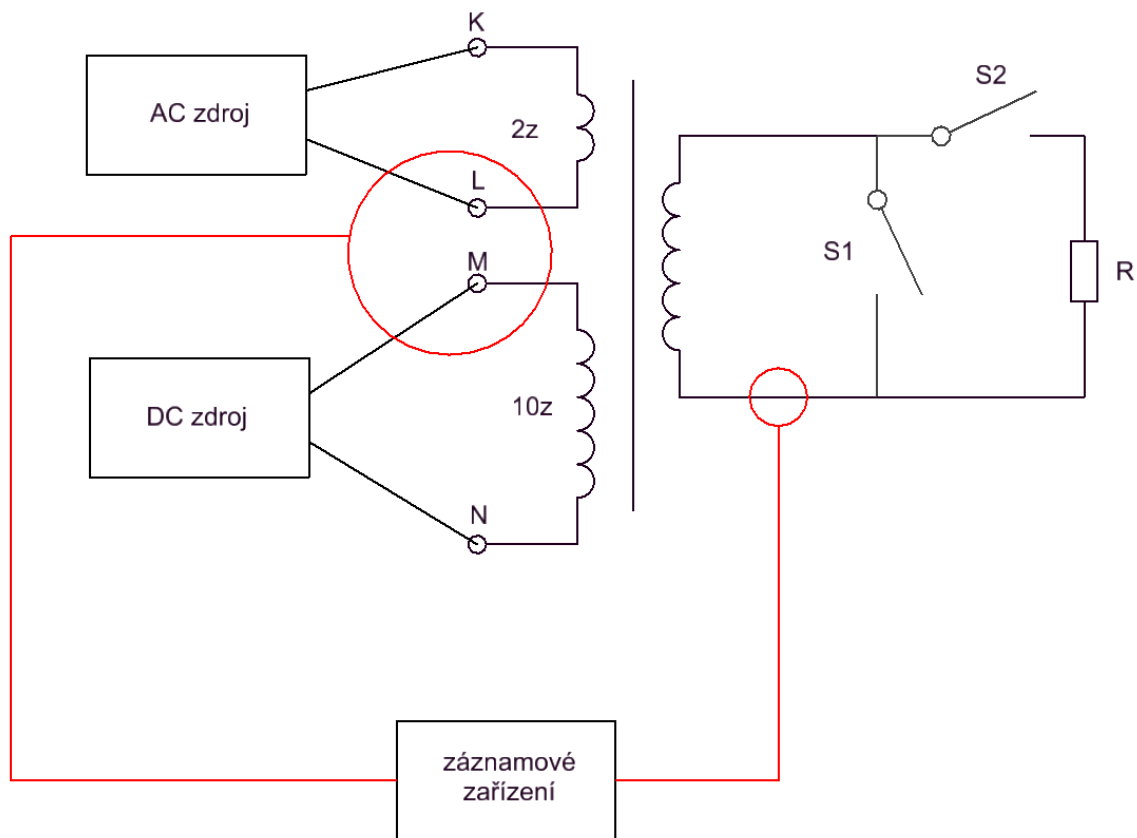 K
AC zdroj
2z
L
S2
S1
M
R
DC zdroj
10z
N
záznamové
zařízení